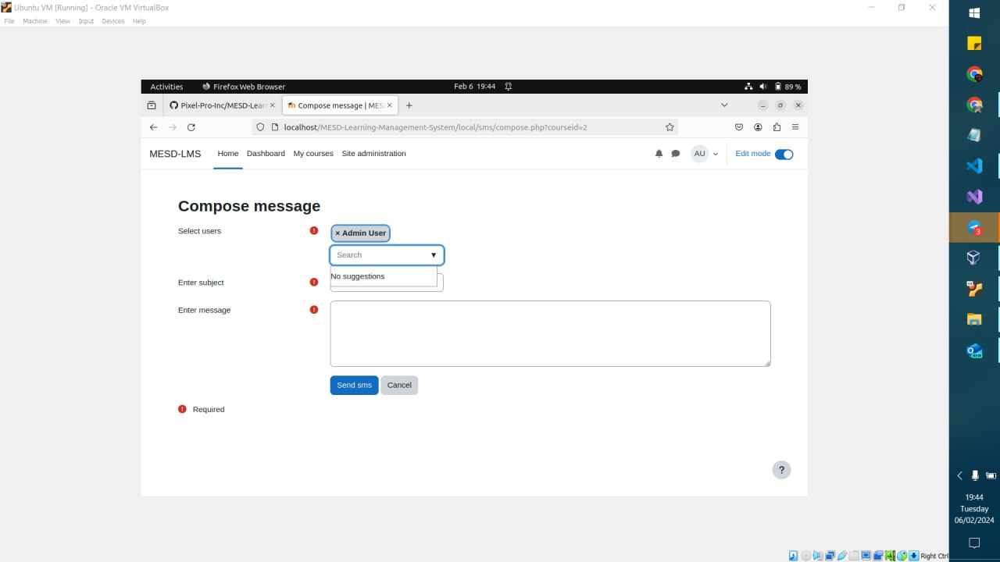 Ubuntu VM [Running] - Oracle VM VirtualBox
File Machine View Input Devices Help
Activities Firefox Web Browser Feb 6 19:44 89 %
Pixel-Pro-Inc/MESD-Lear × Compose message | MES × +
localhost/MESD-Learning-Management-System/local/sms/compose.php?courseid=2
MESD-LMS Home Dashboard My courses Site administration AU Edit mode
Compose message
Select users × Admin User
Search ▼
No suggestions
Enter subject
Enter message
Send sms Cancel
Required
?
3
19:44
Tuesday
06/02/2024
Right Ctrl